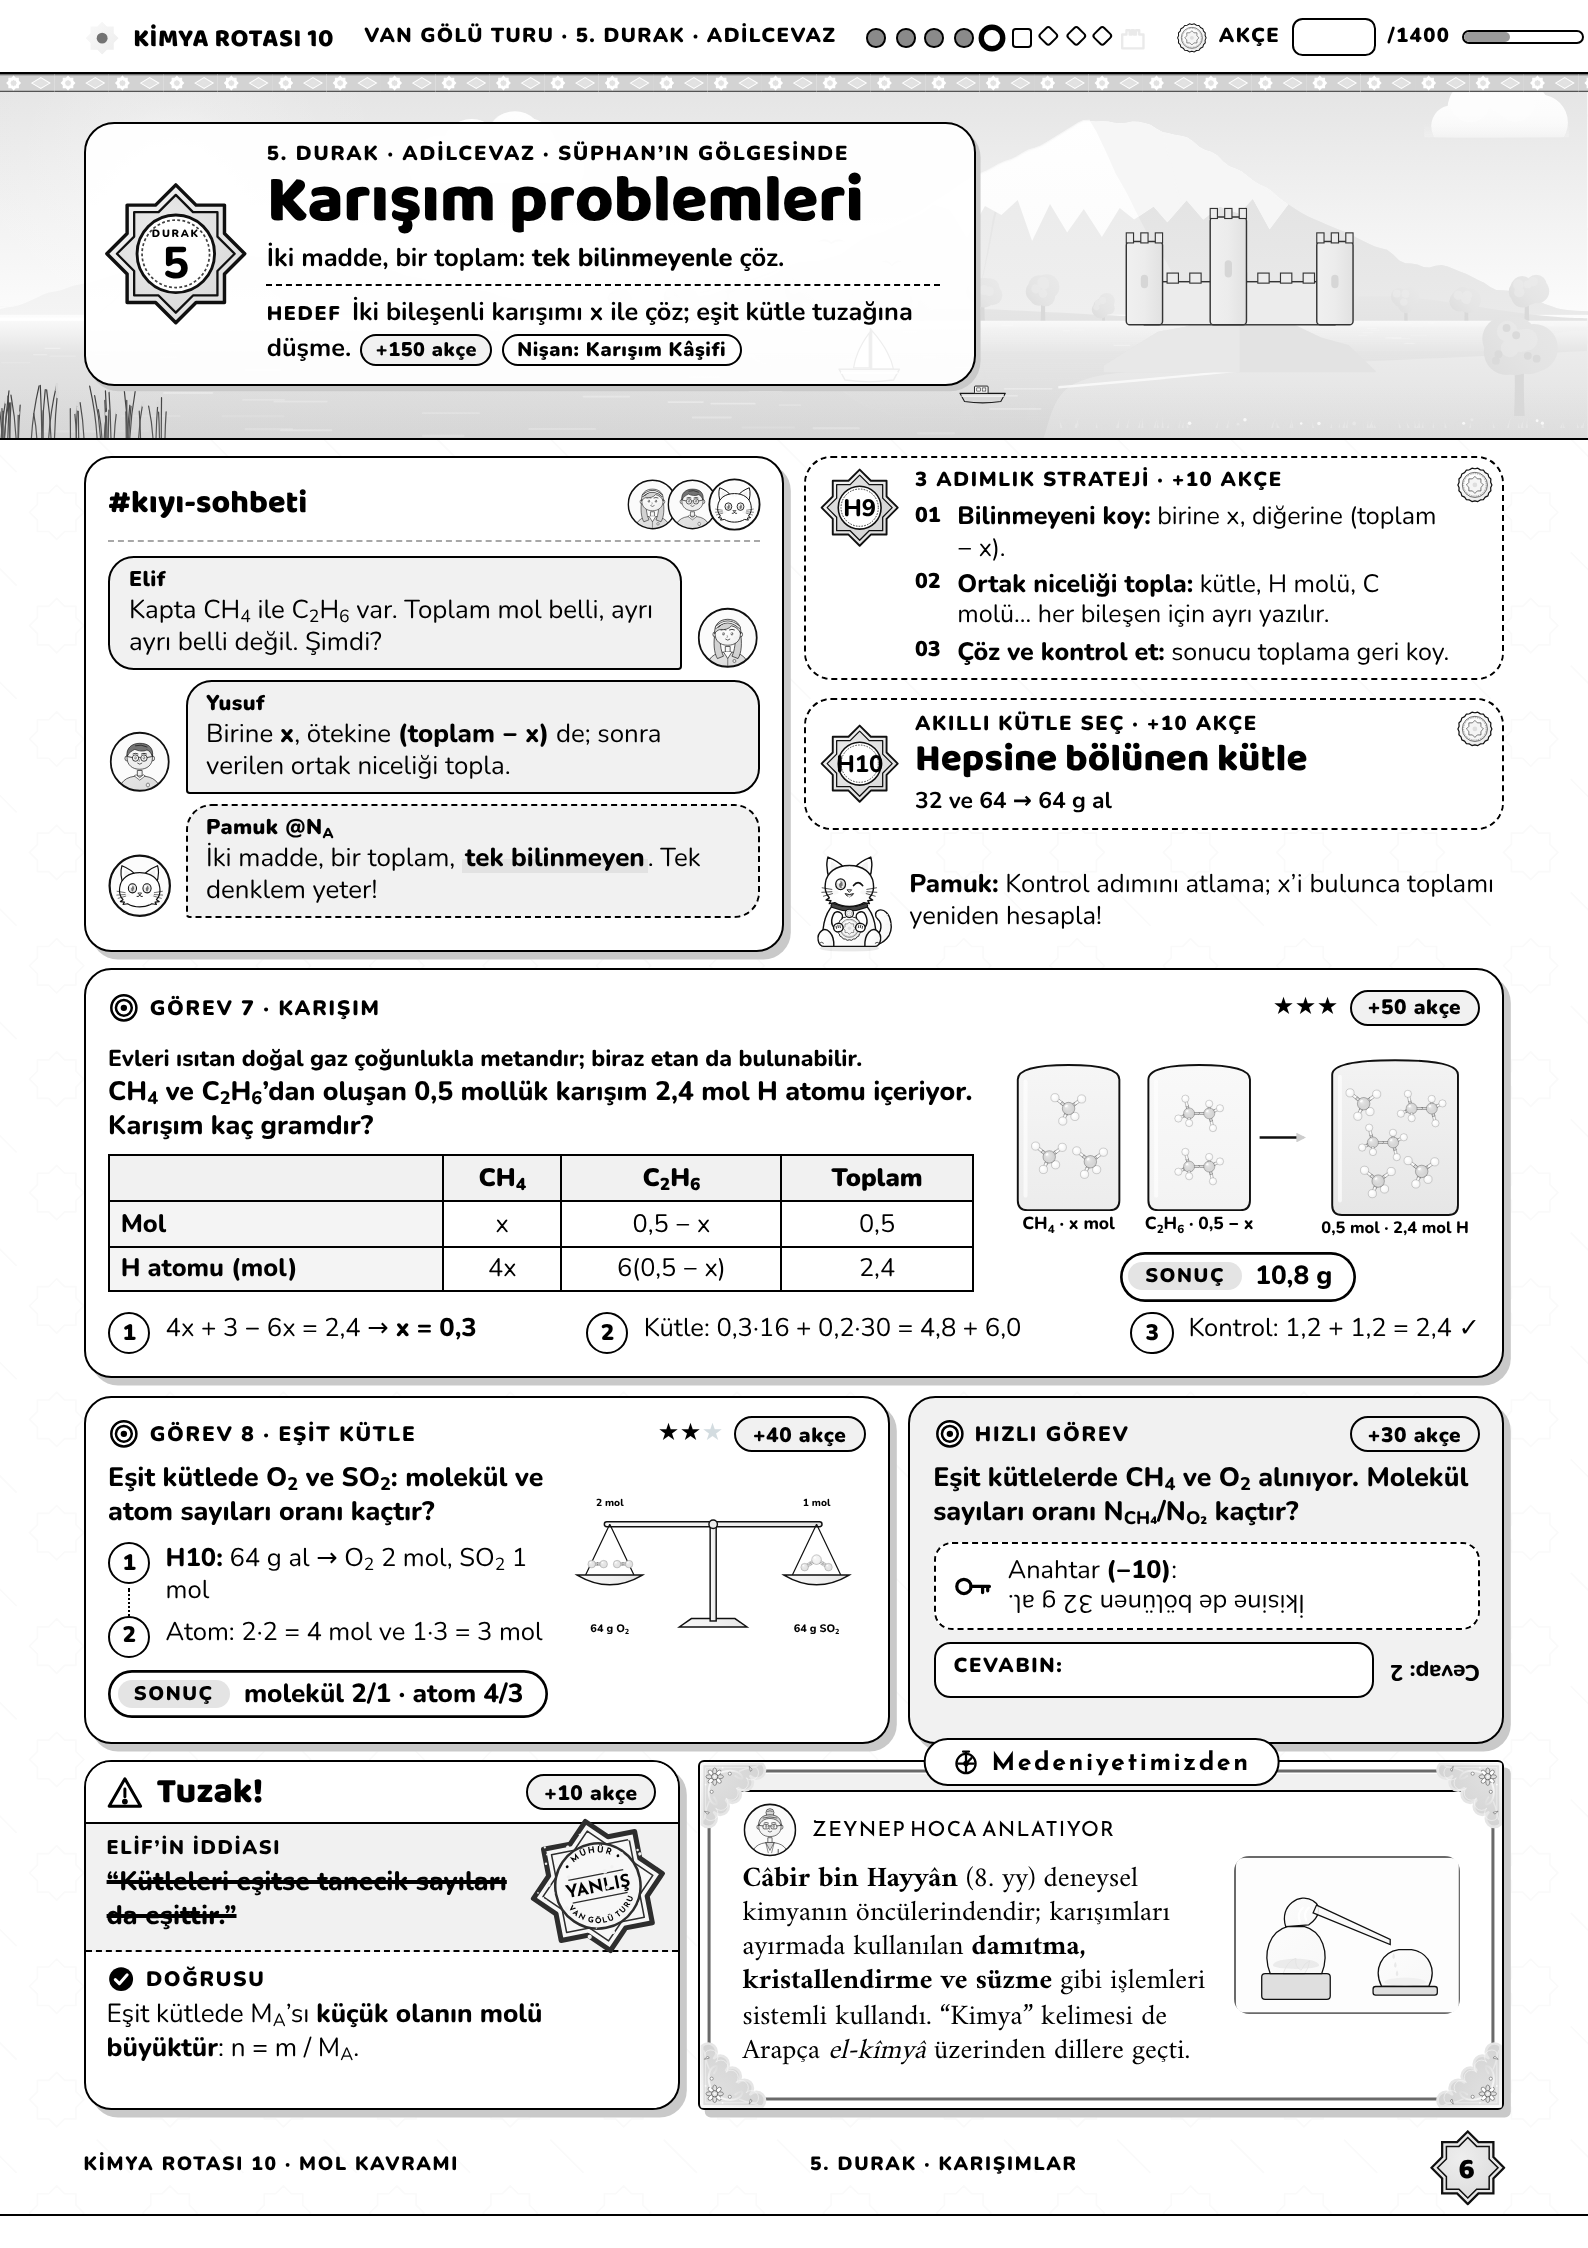 KİMYA ROTASI 10
VAN GÖLÜ TURU · 5. DURAK · ADİLCEVAZ
AKÇE /1400
5. DURAK · ADİLCEVAZ · SÜPHAN’IN GÖLGESİNDE
DURAK
5
Karışım problemleri
İki madde, bir toplam: tek bilinmeyenle çöz.
HEDEF İki bileşenli karışımı x ile çöz; eşit kütle tuzağına
düşme. +150 akçe Nişan: Karışım Kâşifi
#kıyı-sohbeti
Elif
Kapta CH₄ ile C₂H₆ var. Toplam mol belli, ayrı
ayrı belli değil. Şimdi?
Yusuf
Birine x, ötekine (toplam − x) de; sonra
verilen ortak niceliği topla.
Pamuk @N_A
İki madde, bir toplam, tek bilinmeyen. Tek
denklem yeter!
H9
3 ADIMLIK STRATEJİ · +10 AKÇE
01 Bilinmeyeni koy: birine x, diğerine (toplam
− x).
02 Ortak niceliği topla: kütle, H molü, C
molü… her bileşen için ayrı yazılır.
03 Çöz ve kontrol et: sonucu toplama geri koy.
H10
AKILLI KÜTLE SEÇ · +10 AKÇE
Hepsine bölünen kütle
32 ve 64 → 64 g al
Pamuk: Kontrol adımını atlama; x’i bulunca toplamı
yeniden hesapla!
GÖREV 7 · KARIŞIM
★★★ +50 akçe
Evleri ısıtan doğal gaz çoğunlukla metandır; biraz etan da bulunabilir.
CH₄ ve C₂H₆’dan oluşan 0,5 mollük karışım 2,4 mol H atomu içeriyor.
Karışım kaç gramdır?
CH₄ C₂H₆ Toplam
Mol x 0,5 − x 0,5
H atomu (mol) 4x 6(0,5 − x) 2,4
CH₄ · x mol
C₂H₆ · 0,5 − x
0,5 mol · 2,4 mol H
SONUÇ 10,8 g
1 4x + 3 − 6x = 2,4 → x = 0,3
2 Kütle: 0,3·16 + 0,2·30 = 4,8 + 6,0
3 Kontrol: 1,2 + 1,2 = 2,4 ✓
GÖREV 8 · EŞİT KÜTLE
★★★ +40 akçe
Eşit kütlede O₂ ve SO₂: molekül ve
atom sayıları oranı kaçtır?
1 H10: 64 g al → O₂ 2 mol, SO₂ 1
mol
2 Atom: 2·2 = 4 mol ve 1·3 = 3 mol
SONUÇ molekül 2/1 · atom 4/3
2 mol
1 mol
64 g O₂
64 g SO₂
HIZLI GÖREV
+30 akçe
Eşit kütlelerde CH₄ ve O₂ alınıyor. Molekül
sayıları oranı N_CH₄/N_O₂ kaçtır?
Anahtar (−10):
İkisine de bölünen 32 g al.
CEVABIN:
Cevap: 2
Tuzak!
+10 akçe
ELİF’İN İDDİASI
“Kütleleri eşitse tanecik sayıları
da eşittir.”
MÜHÜR
YANLIŞ
VAN GÖLÜ TURU
DOĞRUSU
Eşit kütlede M_A’sı küçük olanın molü
büyüktür: n = m / M_A.
Medeniyetimizden
ZEYNEP HOCA ANLATIYOR
Câbir bin Hayyân (8. yy) deneysel
kimyanın öncülerindendir; karışımları
ayırmada kullanılan damıtma,
kristallendirme ve süzme gibi işlemleri
sistemli kullandı. “Kimya” kelimesi de
Arapça el-kîmyâ üzerinden dillere geçti.
KİMYA ROTASI 10 · MOL KAVRAMI
5. DURAK · KARIŞIMLAR
6